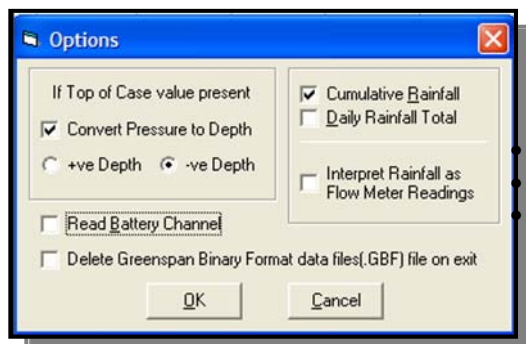 Options
If Top of Case value present
Convert Pressure to Depth
+ve Depth
-ve Depth
Cumulative Rainfall
Daily Rainfall Total
Interpret Rainfall as
Flow Meter Readings
Read Battery Channel
Delete Greenspan Binary Format data files(.GBF) file on exit
OK
Cancel